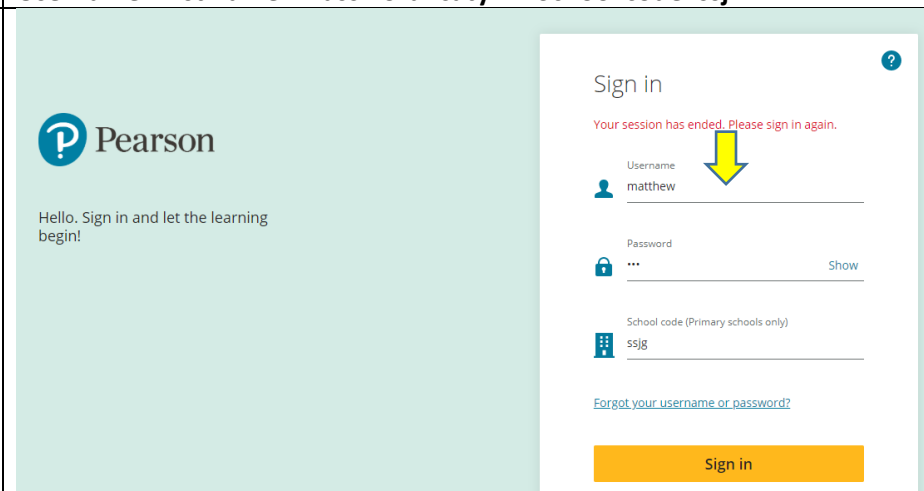 Sign in
Your session has ended. Please sign in again.
Pearson
Hello. Sign in and let the learning
begin!
Username
matthew
Password
•••
Show
School code (Primary schools only)
ssjg
Forgot your username or password?
Sign in